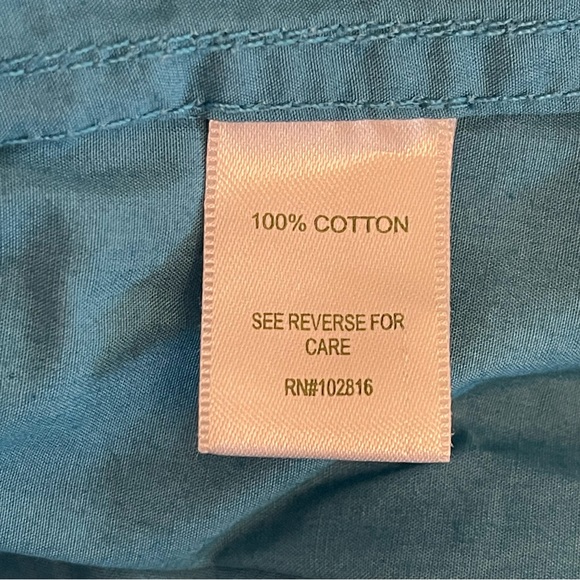 100% COTTON
SEE REVERSE FOR
CARE
RN#102816